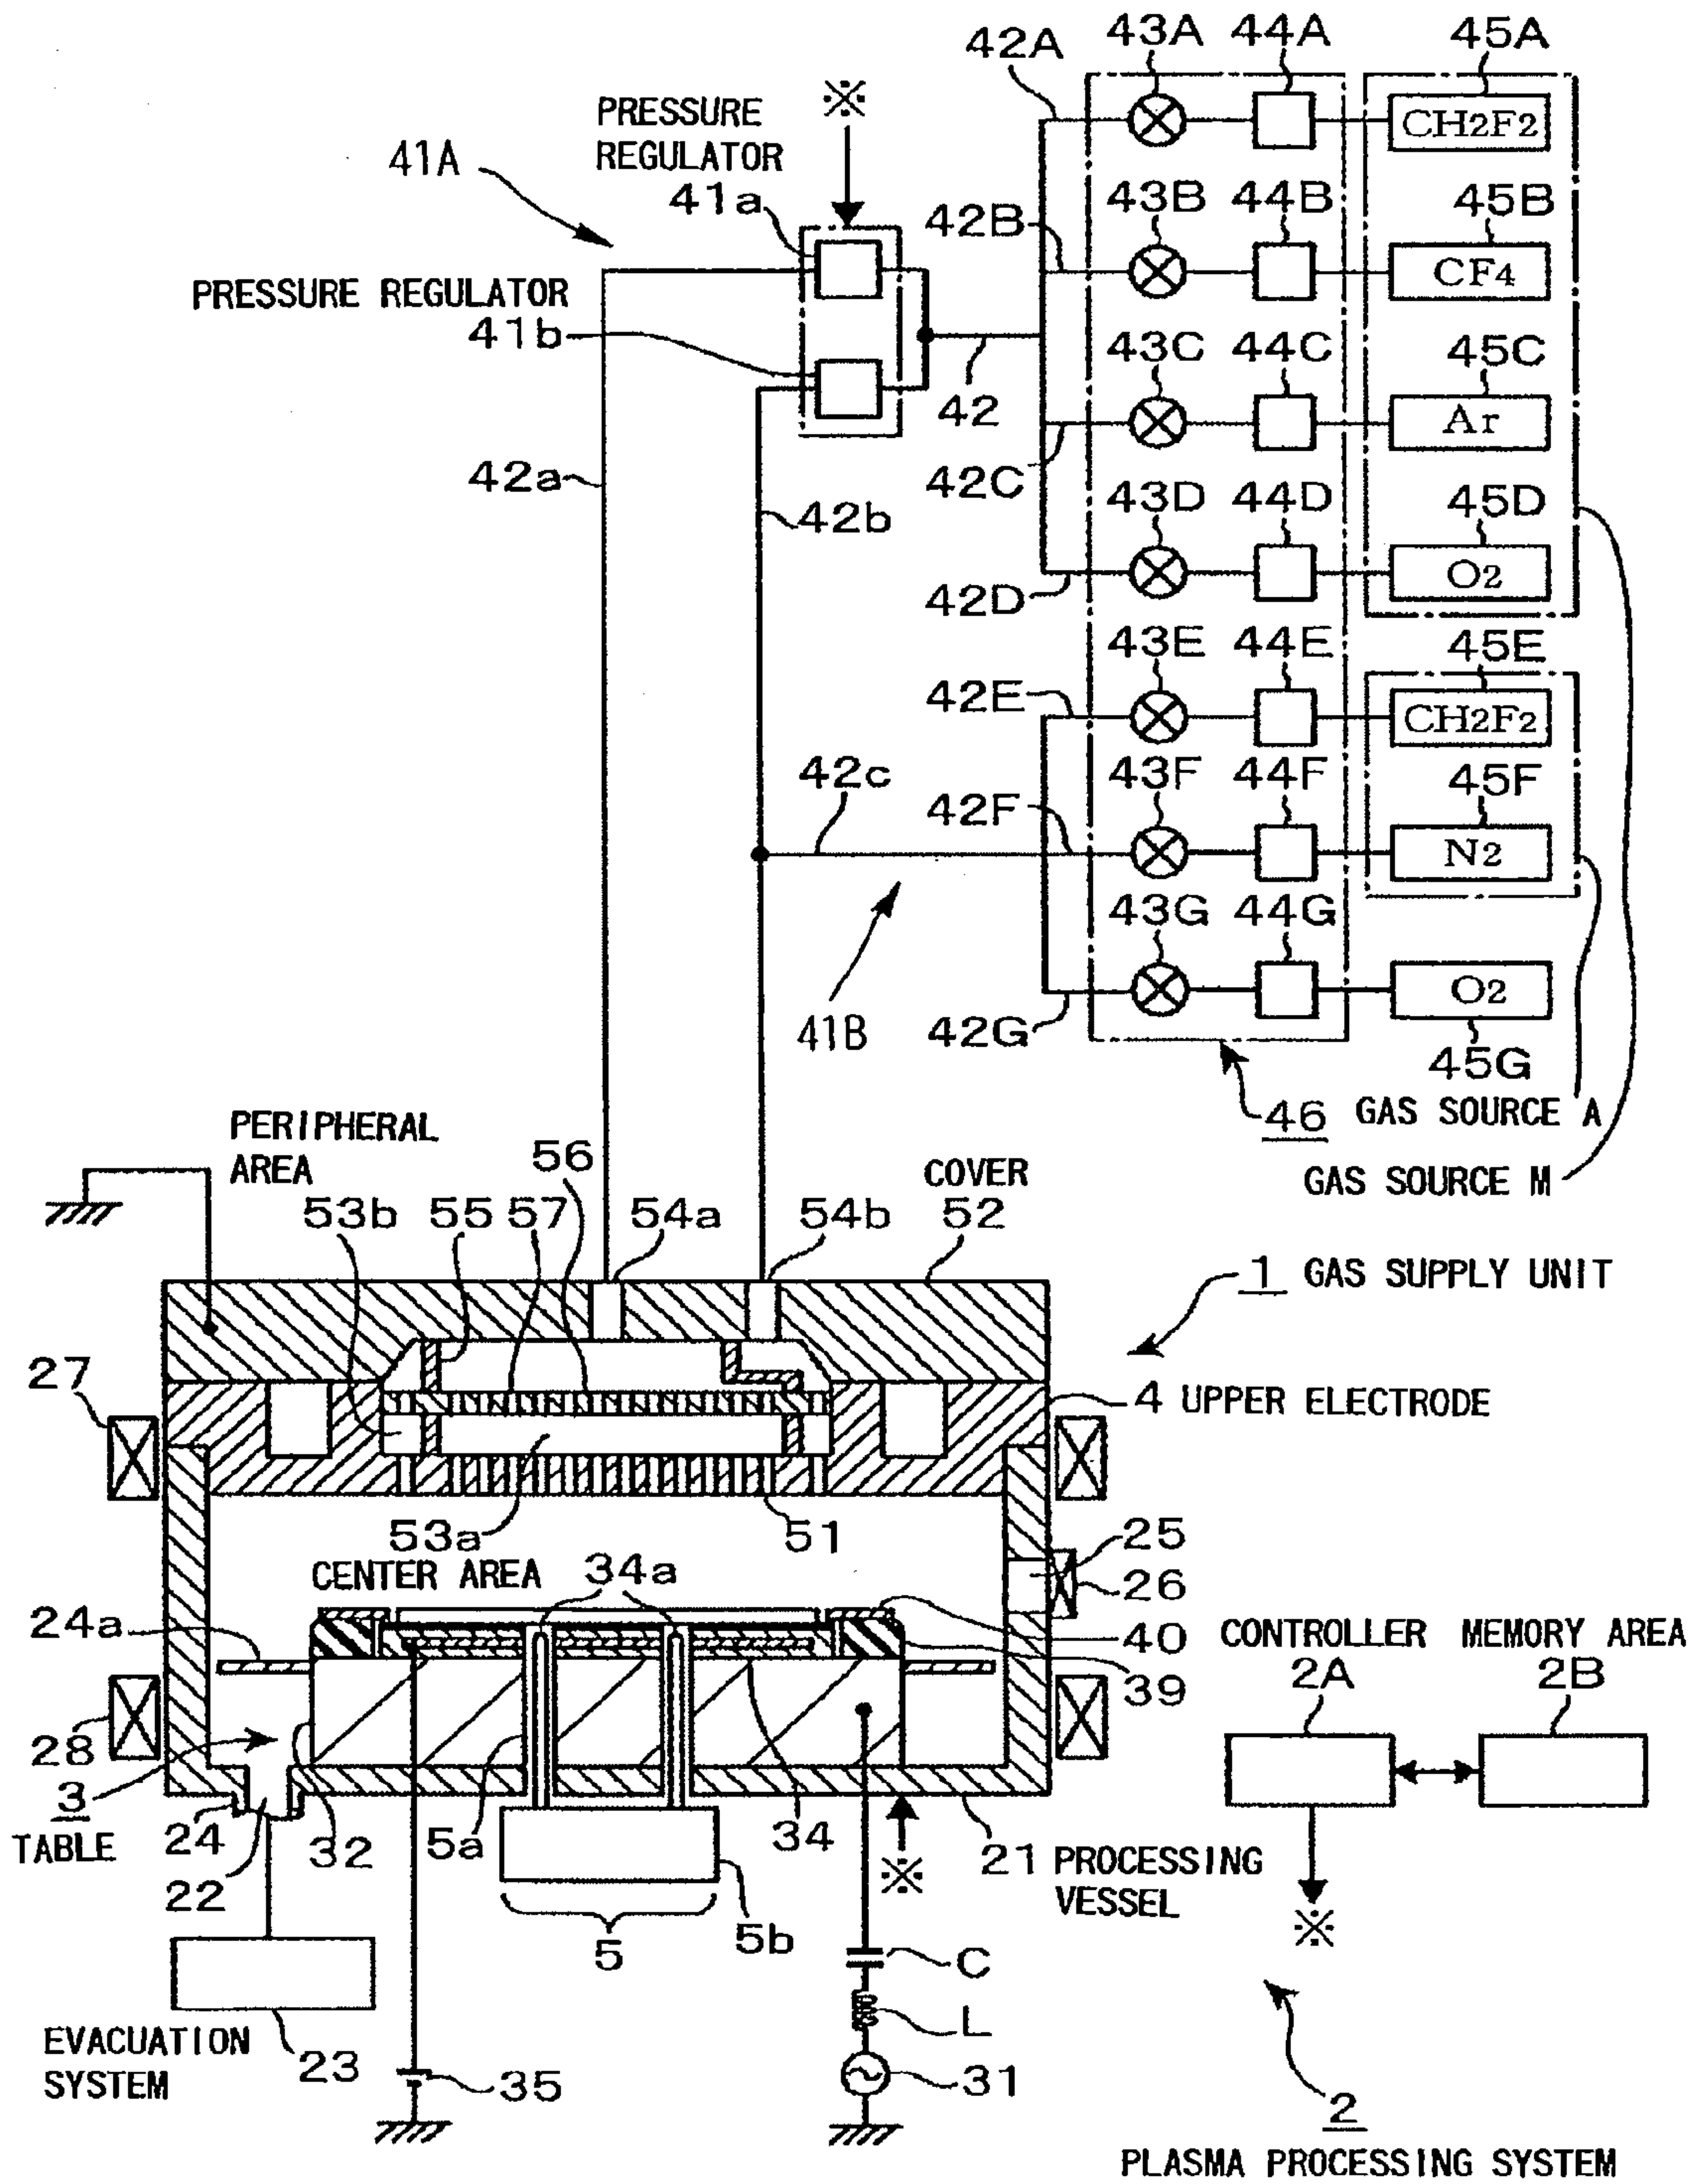 42A
43A
44A
45A
CH2F2
PRESSURE
REGULATOR
※
41A
41a
42B
43B
44B
45B
CF4
PRESSURE REGULATOR
41b
42
43C
44C
45C
Ar
42a
42b
42C
43D
44D
45D
O2
42D
43E
44E
45E
CH2F2
42E
42c
43F
44F
45F
N2
42F
43G
44G
41B
42G
O2
45G
46
GAS SOURCE A
GAS SOURCE M
PERIPHERAL
AREA
56
COVER
53b
55
57
54a
54b
52
1 GAS SUPPLY UNIT
27
4 UPPER ELECTRODE
53a
51
25
CENTER AREA
34a
26
24a
40
CONTROLLER
MEMORY AREA
39
2A
2B
28
3
TABLE
24
32
5a
34
21 PROCESSING
VESSEL
※
22
5
5b
※
C
L
EVACUATION
SYSTEM
23
35
31
2
PLASMA PROCESSING SYSTEM